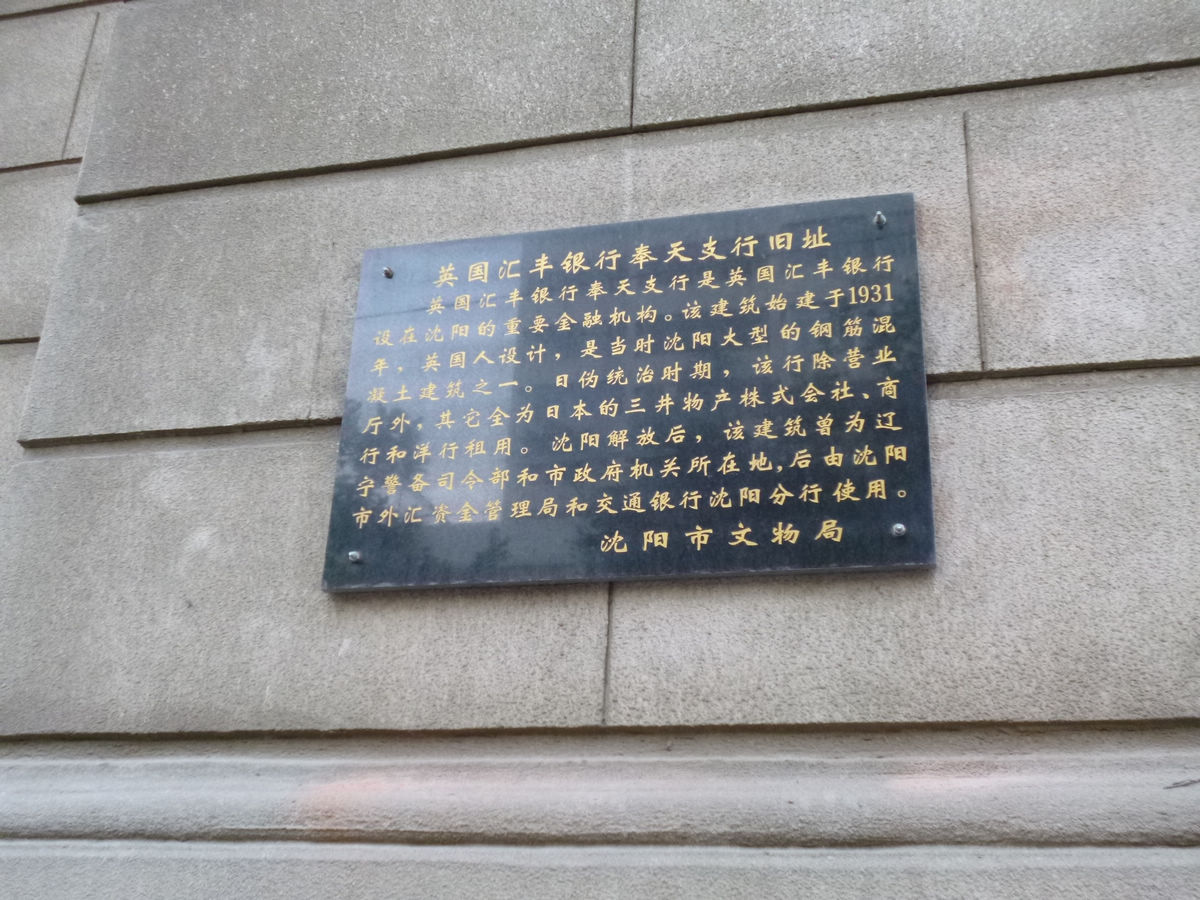 英国汇丰银行奉天支行旧址
英国汇丰银行奉天支行是英国汇丰银行
设在沈阳的重要金融机构。该建筑始建于1931
年，英国人设计，是当时沈阳大型的钢筋混
凝土建筑之一。日伪统治时期，该行除营业
厅外，其它全为日本的三井物产株式会社、商
行和洋行租用。沈阳解放后，该建筑曾为辽
宁警备司令部和市政府机关所在地，后由沈阳
市外汇资金管理局和交通银行沈阳分行使用。
沈阳市文物局